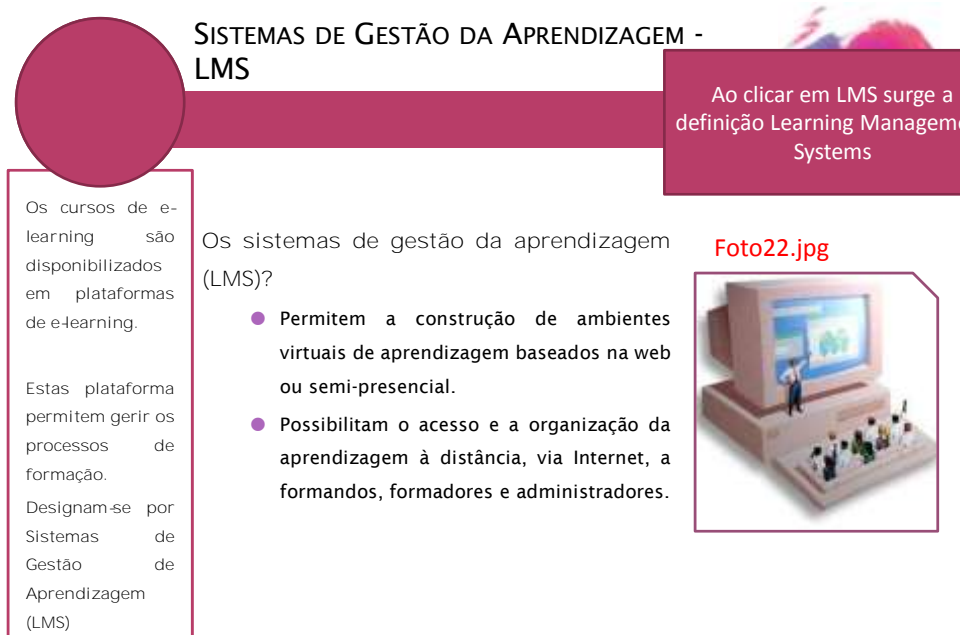 SISTEMAS DE GESTÃO DA APRENDIZAGEM -
LMS
Ao clicar em LMS surge a
definição Learning Managem
Systems
Os cursos de e-
learning são
disponibilizados
em plataformas
de e-learning.
Estas plataforma
permitem gerir os
processos de
formação.
Designam-se por
Sistemas de
Gestão de
Aprendizagem
(LMS)
Os sistemas de gestão da aprendizagem
(LMS)?
Permitem a construção de ambientes
virtuais de aprendizagem baseados na web
ou semi-presencial.
Possibilitam o acesso e a organização da
aprendizagem à distância, via Internet, a
formandos, formadores e administradores.
Foto22.jpg